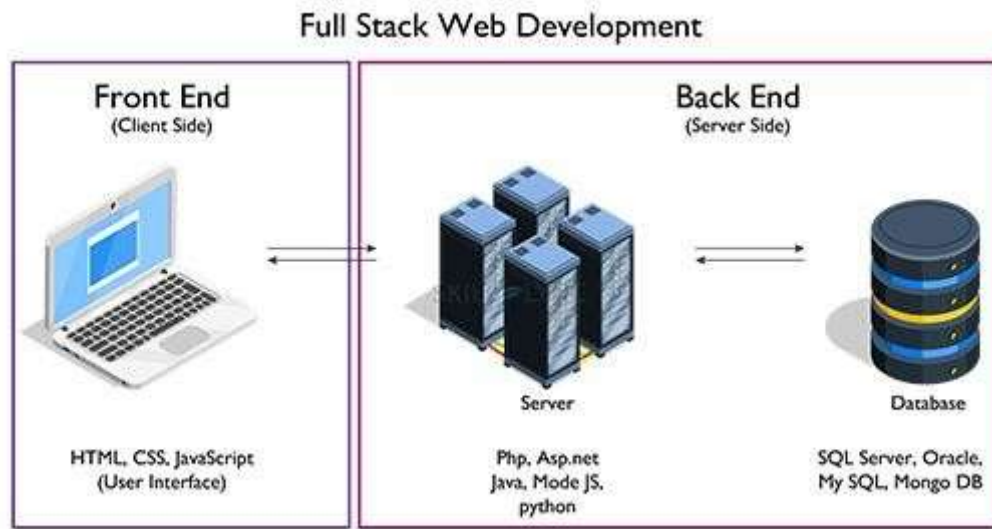 Full Stack Web Development
Front End
(Client Side)
Back End
(Server Side)
Server
Database
HTML, CSS, JavaScript
(User Interface)
Php, Asp.net
Java, Mode JS,
python
SQL Server, Oracle,
My SQL, Mongo DB